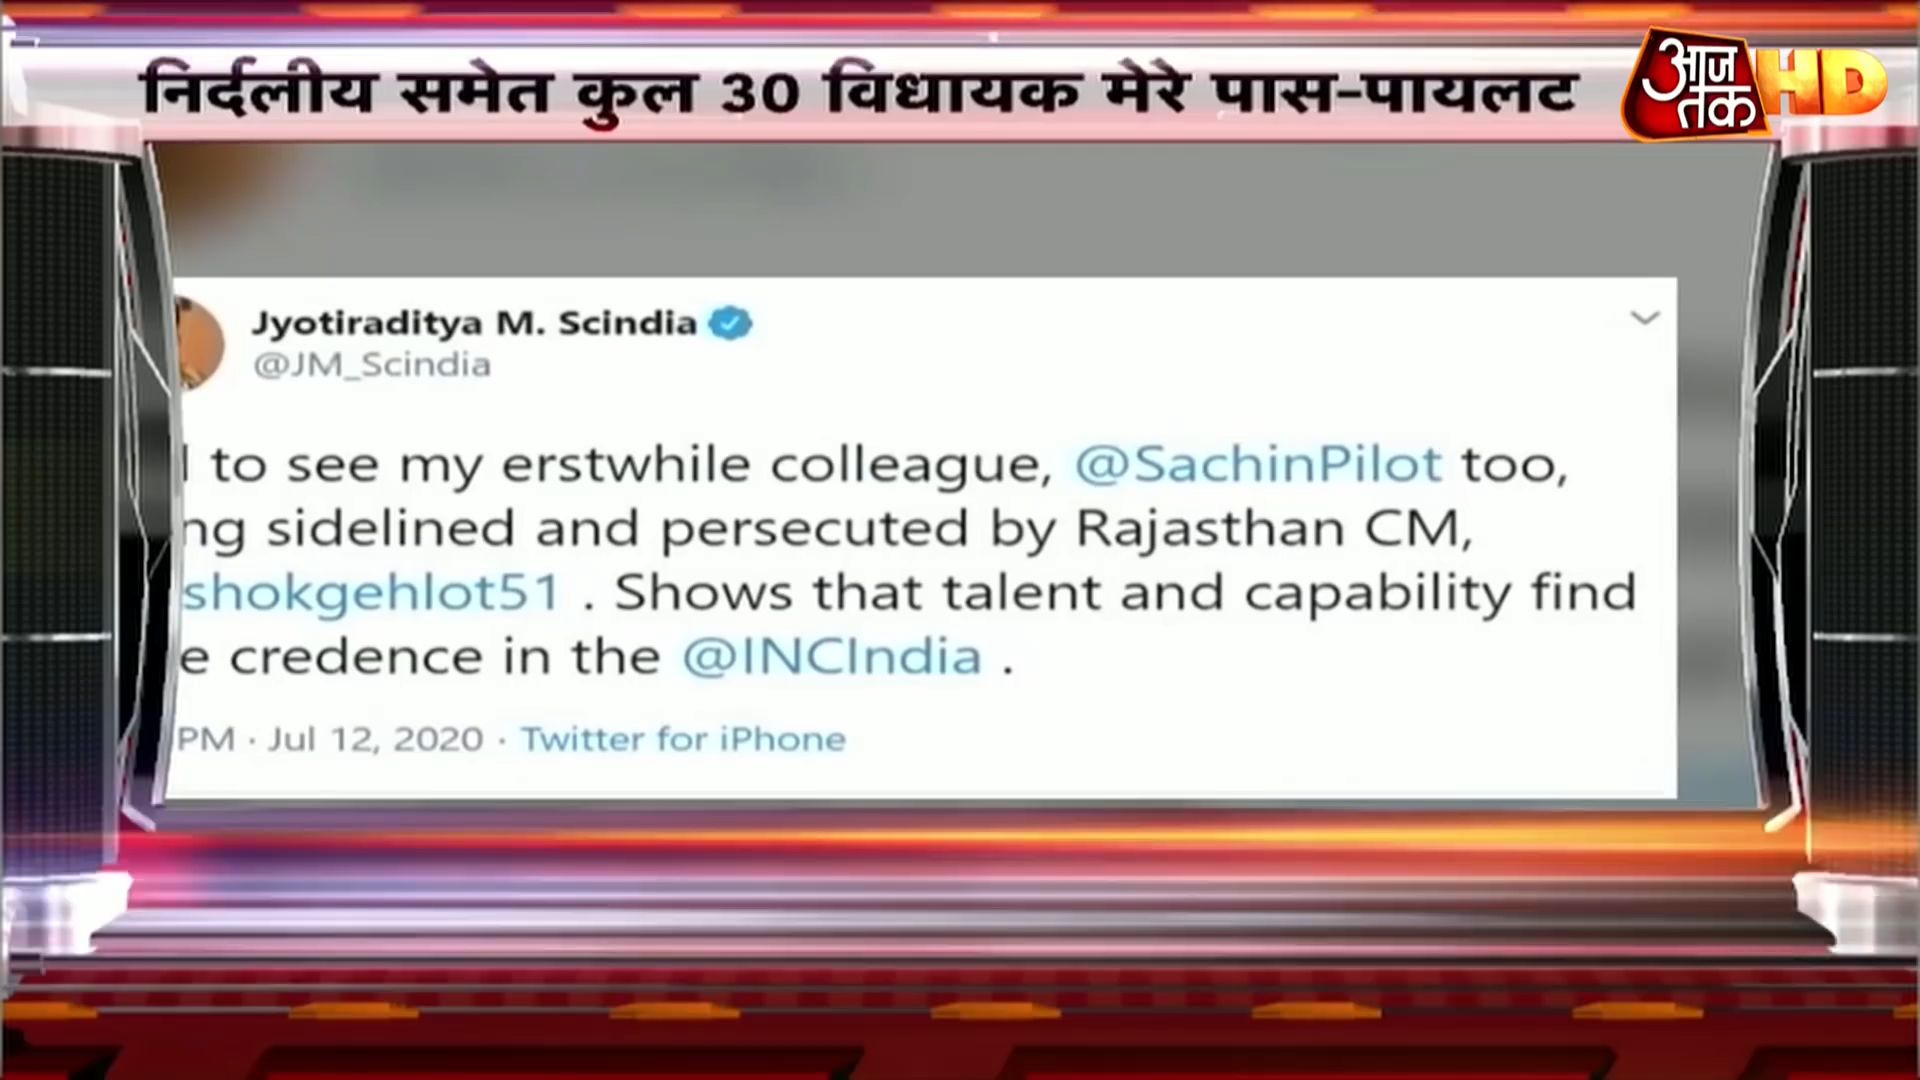 निर्दलीय समेत कुल 30 विधायक मेरे पास-पायलट
आज
तक
HD
Jyotiraditya M. Scindia
@JM_Scindia
to see my erstwhile colleague, @SachinPilot too,
ng sidelined and persecuted by Rajasthan CM,
shokgehlot51 . Shows that talent and capability find
e credence in the @INCIndia .
PM · Jul 12, 2020 · Twitter for iPhone